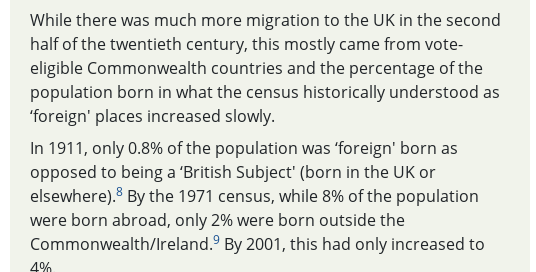 While there was much more migration to the UK in the second
half of the twentieth century, this mostly came from vote-
eligible Commonwealth countries and the percentage of the
population born in what the census historically understood as
‘foreign' places increased slowly.
In 1911, only 0.8% of the population was ‘foreign' born as
opposed to being a ‘British Subject' (born in the UK or
elsewhere).8 By the 1971 census, while 8% of the population
were born abroad, only 2% were born outside the
Commonwealth/Ireland.9 By 2001, this had only increased to
4%